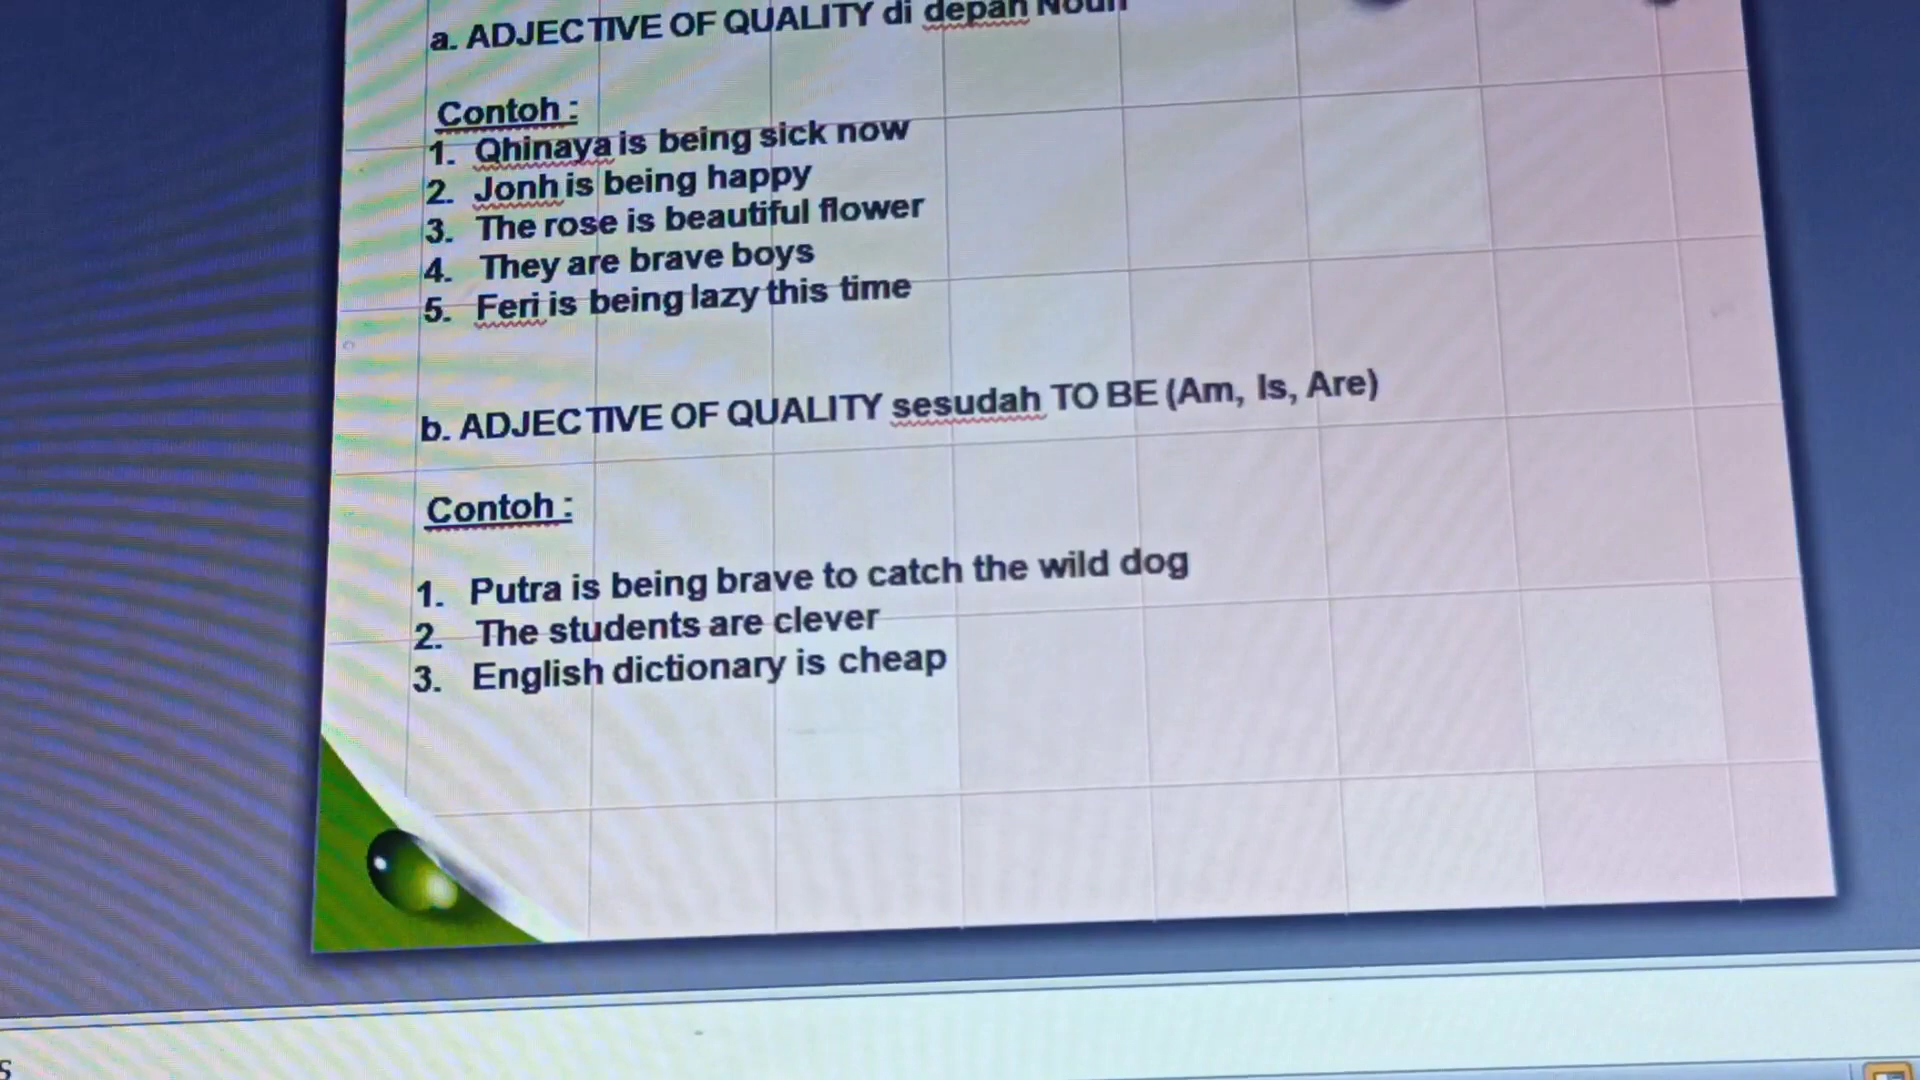 a. ADJECTIVE OF QUALITY di depan Noun
Contoh :
1. Qhinaya is being sick now
2. Jonh is being happy
3. The rose is beautiful flower
4. They are brave boys
5. Feri is being lazy this time
b. ADJECTIVE OF QUALITY sesudah TO BE (Am, Is, Are)
Contoh :
1. Putra is being brave to catch the wild dog
2. The students are clever
3. English dictionary is cheap